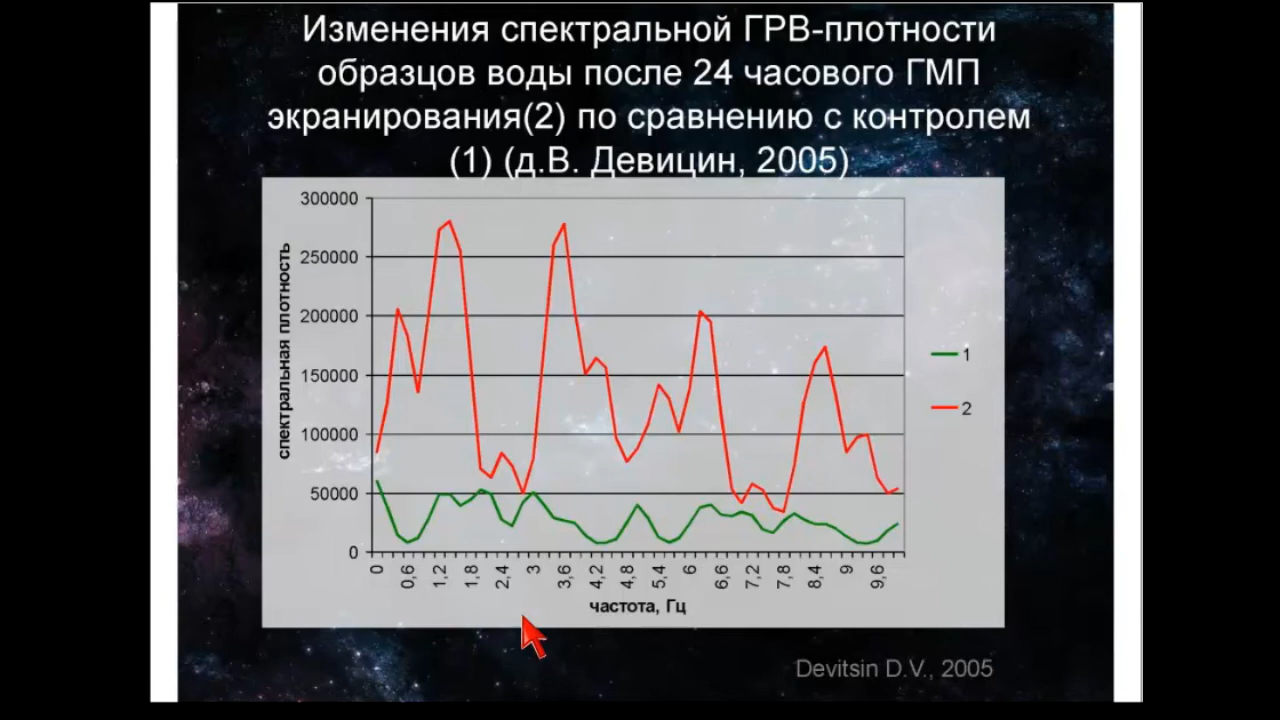 Изменения спектральной ГРВ-плотности
образцов воды после 24 часового ГМП
экранирования(2) по сравнению с контролем
(1) (д.В. Девицин, 2005)
спектральная плотность
300000
250000
200000
150000
100000
50000
0
0 0,6 1,2 1,8 2,4 3 3,6 4,2 4,8 5,4 6 6,6 7,2 7,8 8,4 9 9,6
частота, Гц
1
2
Devitsin D.V., 2005